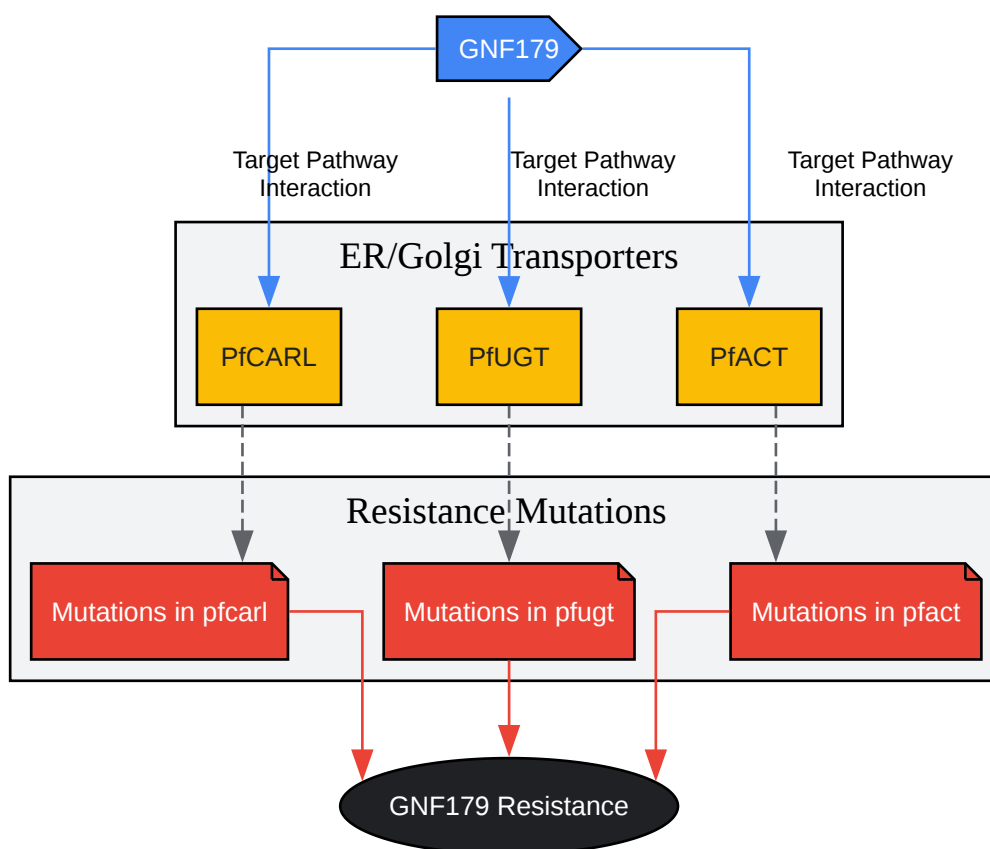 GNF179
Target Pathway
Interaction
Target Pathway
Interaction
Target Pathway
Interaction
ER/Golgi Transporters
PfCARL
PfUGT
PfACT
Resistance Mutations
Mutations in pfcarl
Mutations in pfugt
Mutations in pfact
GNF179 Resistance